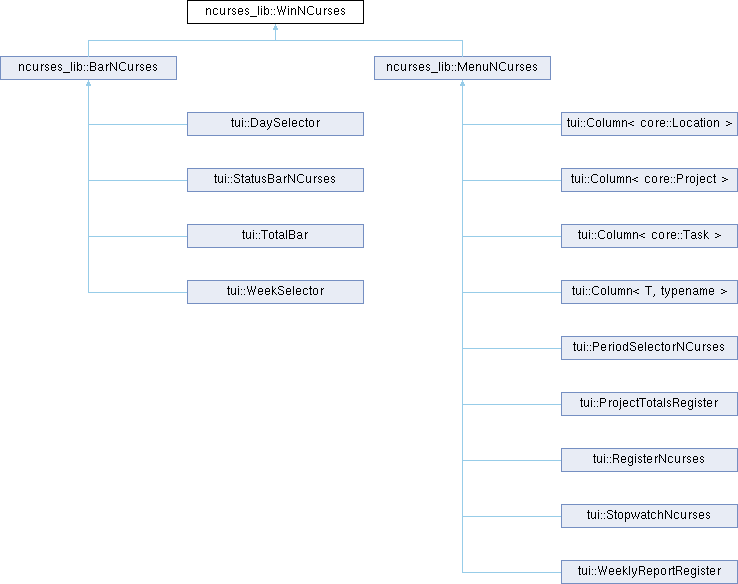 ncurses_lib::WinNCurses
ncurses_lib::BarNCurses
ncurses_lib::MenuNCurses
tui::DaySelector
tui::Column< core::Location >
tui::StatusBarNCurses
tui::Column< core::Project >
tui::TotalBar
tui::Column< core::Task >
tui::WeekSelector
tui::Column< T, typename >
tui::PeriodSelectorNCurses
tui::ProjectTotalsRegister
tui::RegisterNcurses
tui::StopwatchNcurses
tui::WeeklyReportRegister